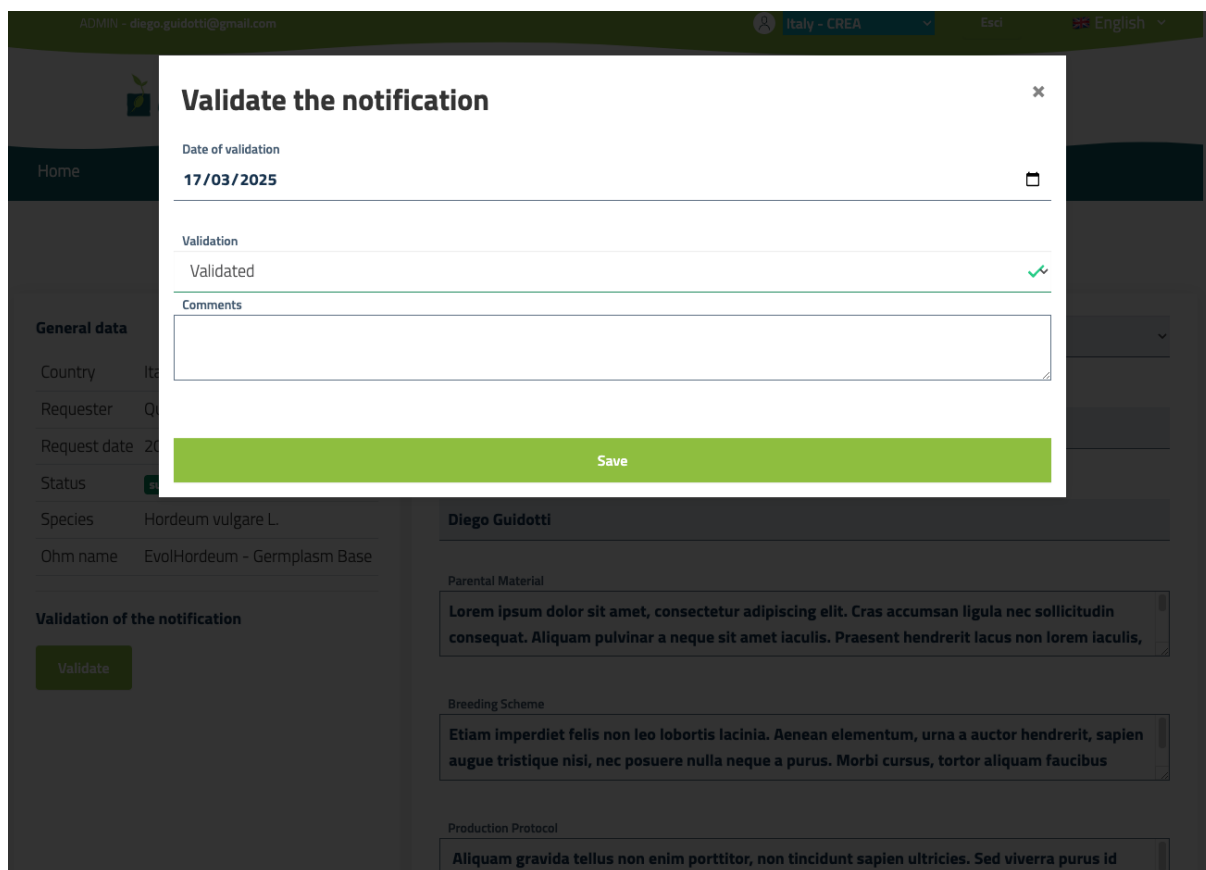 ADMIN - diego.guidotti@gmail.com
Italy - CREA
Esci
English
Validate the notification
×
Date of validation
17/03/2025
Validation
Validated
Comments
Save
Home
General data
Country
Requester
Request date 20
Status
Species Hordeum vulgare L.
Ohm name EvolHordeum - Germplasm Base
Validation of the notification
Validate
Diego Guidotti
Parental Material
Lorem ipsum dolor sit amet, consectetur adipiscing elit. Cras accumsan ligula nec sollicitudin
consequat. Aliquam pulvinar a neque sit amet iaculis. Praesent hendrerit lacus non lorem iaculis,
Breeding Scheme
Etiam imperdiet felis non leo lobortis lacinia. Aenean elementum, urna a auctor hendrerit, sapien
augue tristique nisi, nec posuere nulla neque a purus. Morbi cursus, tortor aliquam faucibus
Production Protocol
Aliquam gravida tellus non enim porttitor, non tincidunt sapien ultricies. Sed viverra purus id